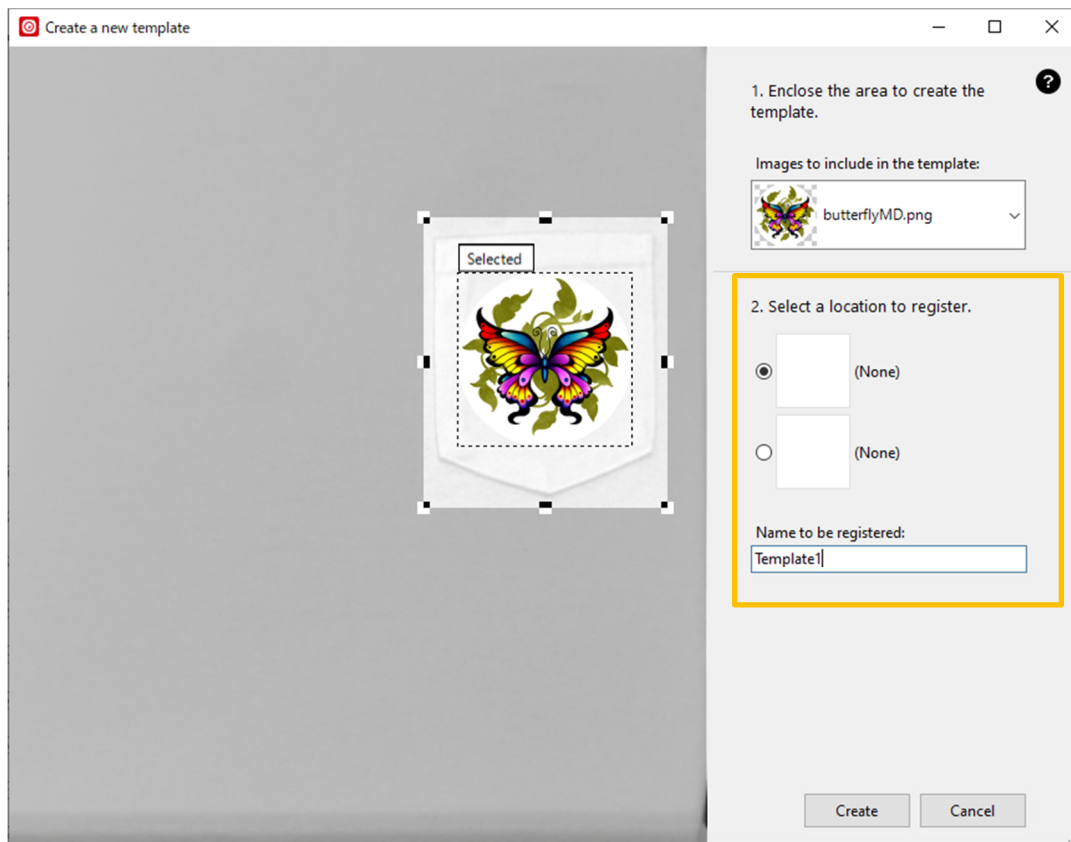 Create a new template
1. Enclose the area to create the
template.
?
Images to include in the template:
butterflyMD.png
Selected
2. Select a location to register.
(None)
(None)
Name to be registered:
Template1
Create
Cancel